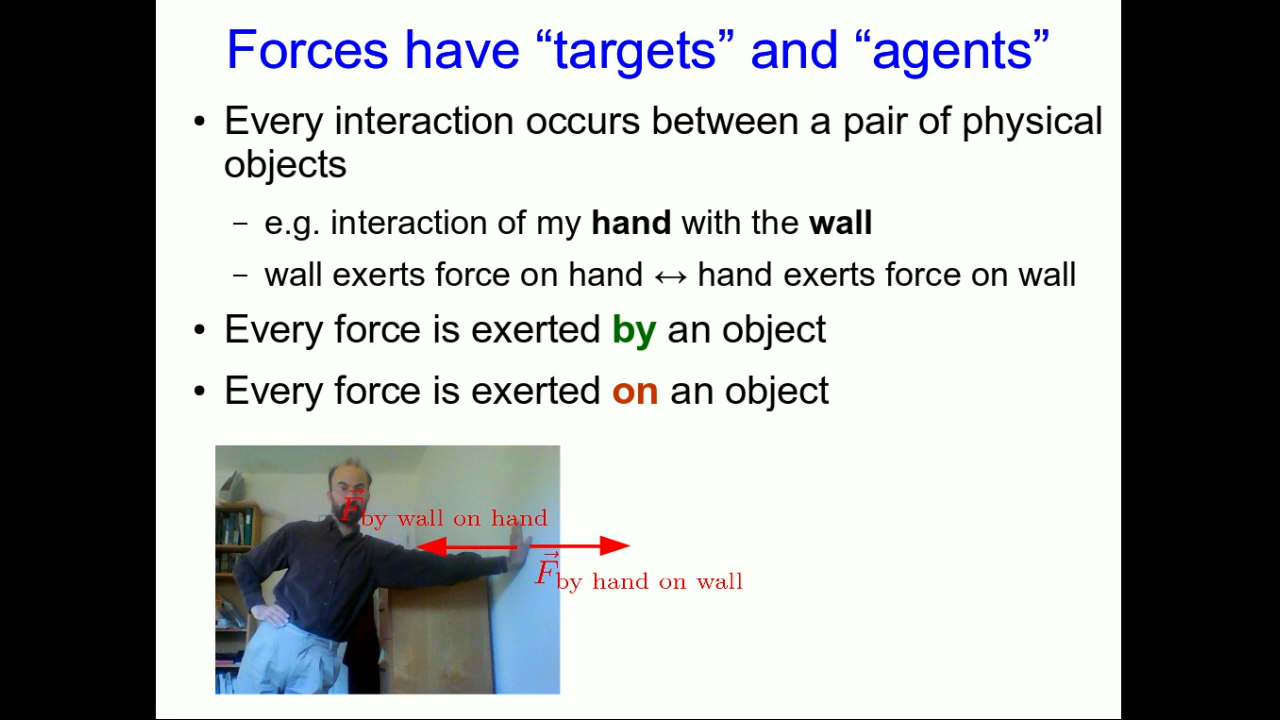 Forces have “targets” and “agents”
• Every interaction occurs between a pair of physical
objects
– e.g. interaction of my hand with the wall
– wall exerts force on hand ↔ hand exerts force on wall
• Every force is exerted by an object
• Every force is exerted on an object
F⃗by wall on hand
F⃗by hand on wall